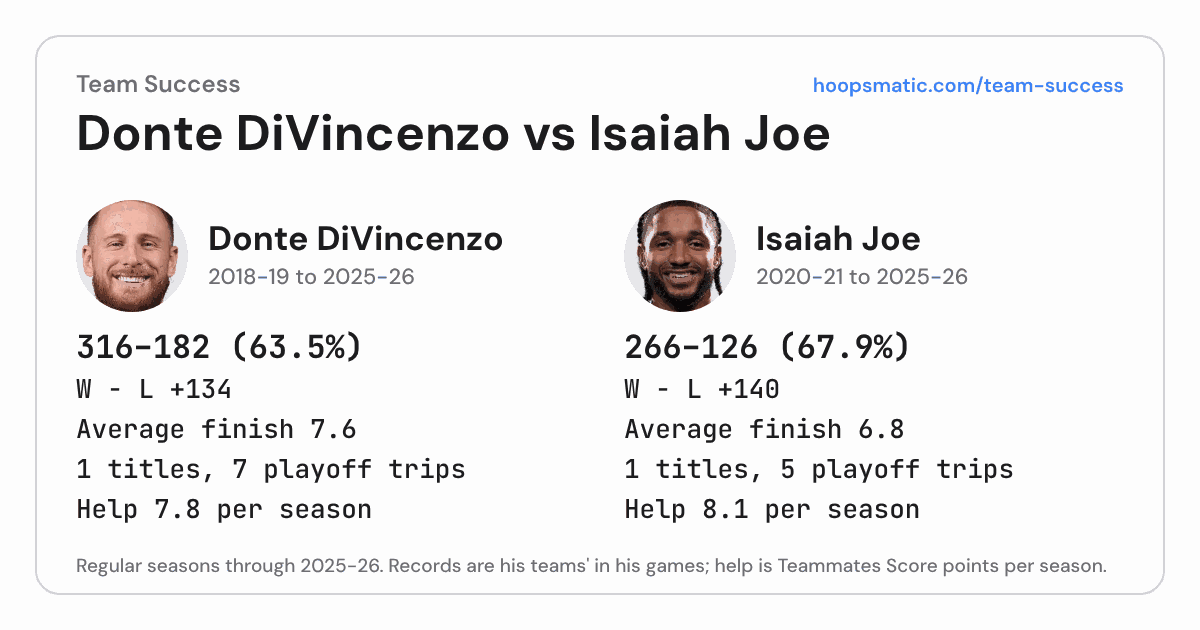 Team Success
hoopsmatic.com/team-success
Donte DiVincenzo vs Isaiah Joe
Donte DiVincenzo
2018-19 to 2025-26
316-182 (63.5%)
W - L +134
Average finish 7.6
1 titles, 7 playoff trips
Help 7.8 per season
Isaiah Joe
2020-21 to 2025-26
266-126 (67.9%)
W - L +140
Average finish 6.8
1 titles, 5 playoff trips
Help 8.1 per season
Regular seasons through 2025-26. Records are his teams' in his games; help is Teammates Score points per season.